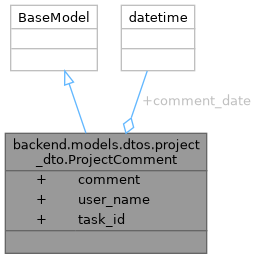 BaseModel
datetime
+comment_date
backend.models.dtos.project
_dto.ProjectComment
+ comment
+ user_name
+ task_id